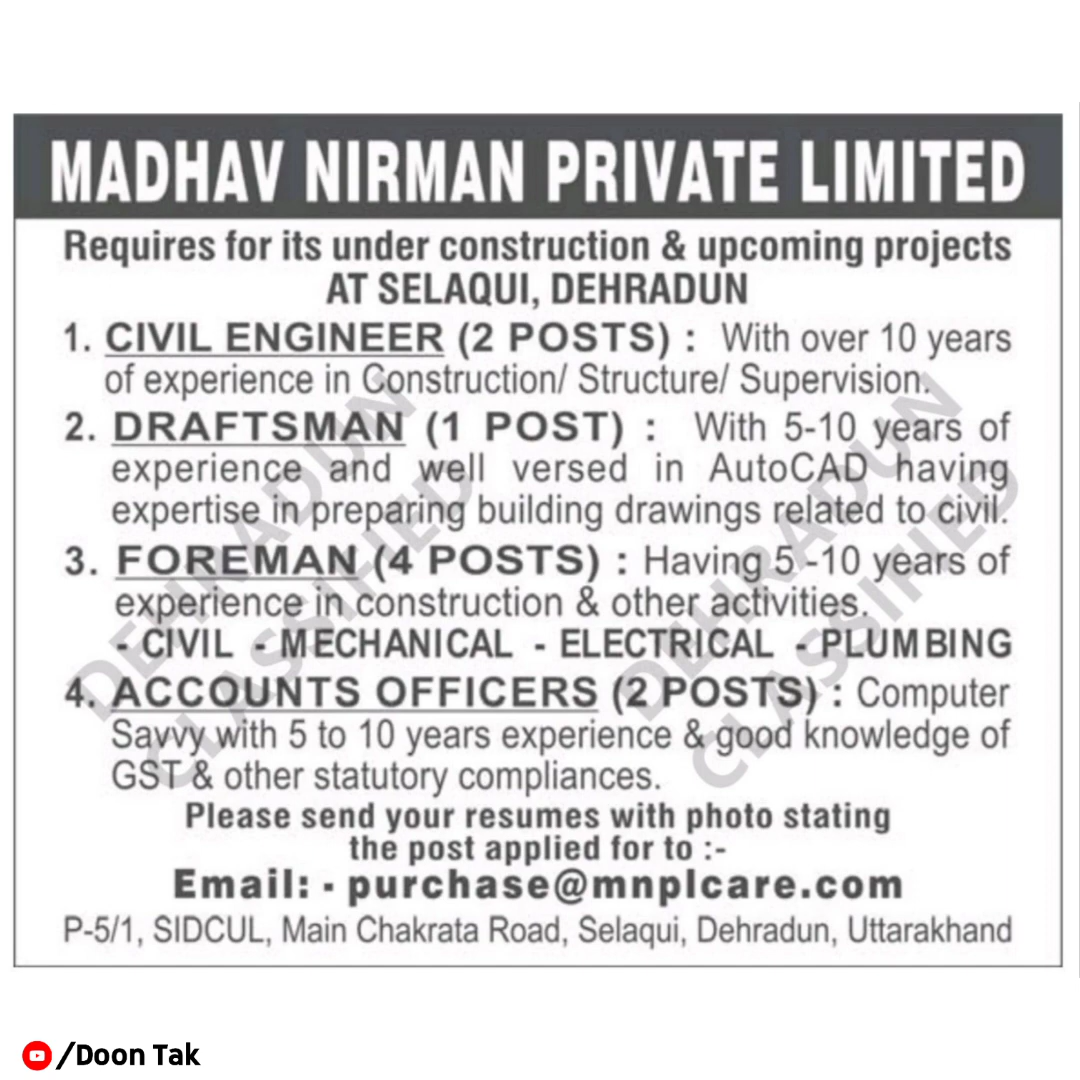 MADHAV NIRMAN PRIVATE LIMITED
Requires for its under construction & upcoming projects
AT SELAQUI, DEHRADUN
1. CIVIL ENGINEER (2 POSTS) : With over 10 years
of experience in Construction/ Structure/ Supervision.
2. DRAFTSMAN (1 POST) : With 5-10 years of
experience and well versed in AutoCAD having
expertise in preparing building drawings related to civil.
3. FOREMAN (4 POSTS) : Having 5 -10 years of
experience in construction & other activities.
- CIVIL - MECHANICAL - ELECTRICAL - PLUMBING
4. ACCOUNTS OFFICERS (2 POSTS) : Computer
Savvy with 5 to 10 years experience & good knowledge of
GST & other statutory compliances.
Please send your resumes with photo stating
the post applied for to :-
Email: - purchase@mnplcare.com
P-5/1, SIDCUL, Main Chakrata Road, Selaqui, Dehradun, Uttarakhand
DEHRADUN
CLASSIFIED
DEHRADUN
CLASSIFIED
/Doon Tak